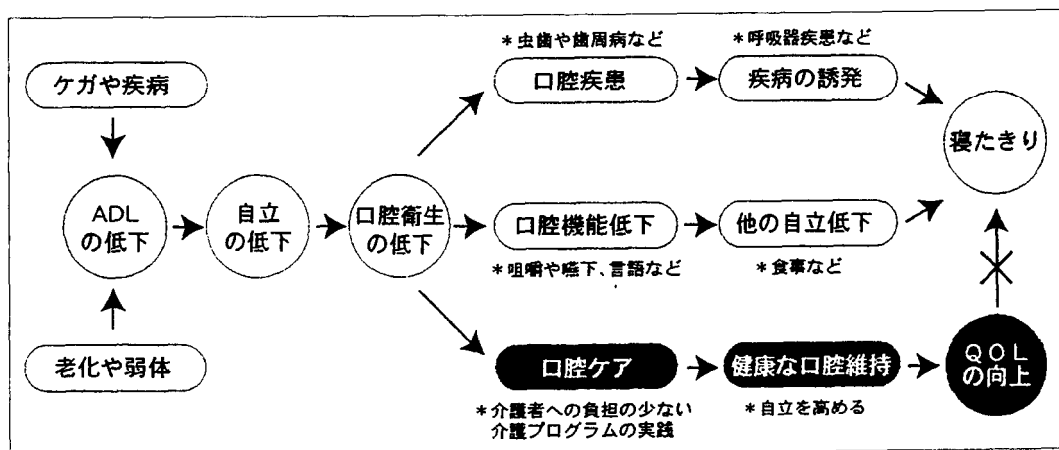 ケガや疾病
老化や弱体
ADL
の低下
自立
の低下
口腔衛生
の低下
＊虫歯や歯周病など
口腔疾患
＊呼吸器疾患など
疾病の誘発
寝たきり
口腔機能低下
＊咀嚼や嚥下、言語など
他の自立低下
＊食事など
口腔ケア
＊介護者への負担の少ない
介護プログラムの実践
健康な口腔維持
＊自立を高める
QOL
の向上